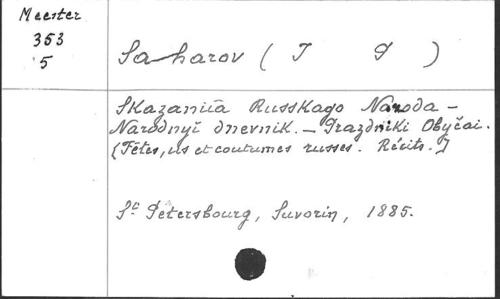 Meester
353
5
Saharov (I P)
Skazaniîa Russkago Naroda -
Narodnyĭ dnevnik. - Prazdniki Obyčai.
[Fêtes, us et coutumes russes. Récits.]
St Pétersbourg, Suvorin, 1885.